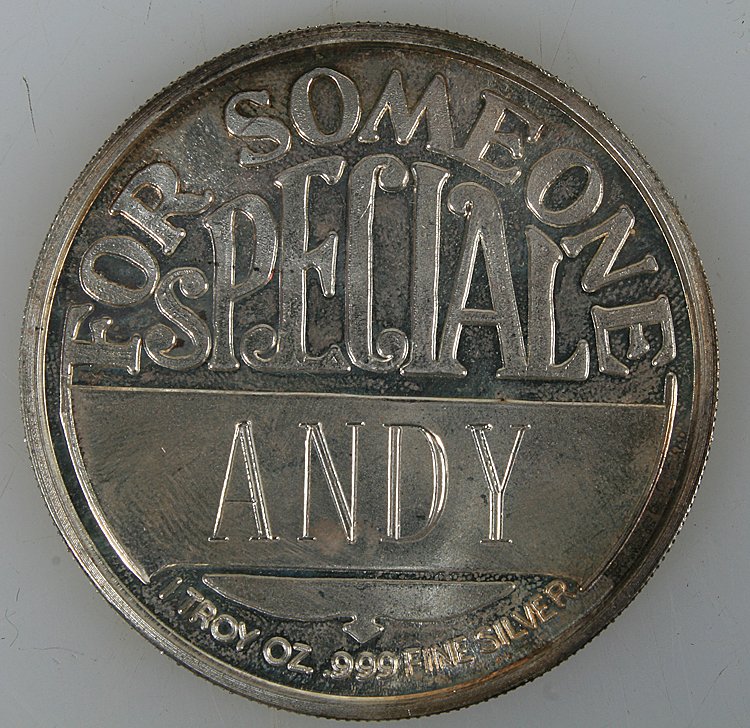 FOR SOMEONE
SPECIAL
ANDY
1 TROY OZ .999 FINE SILVER